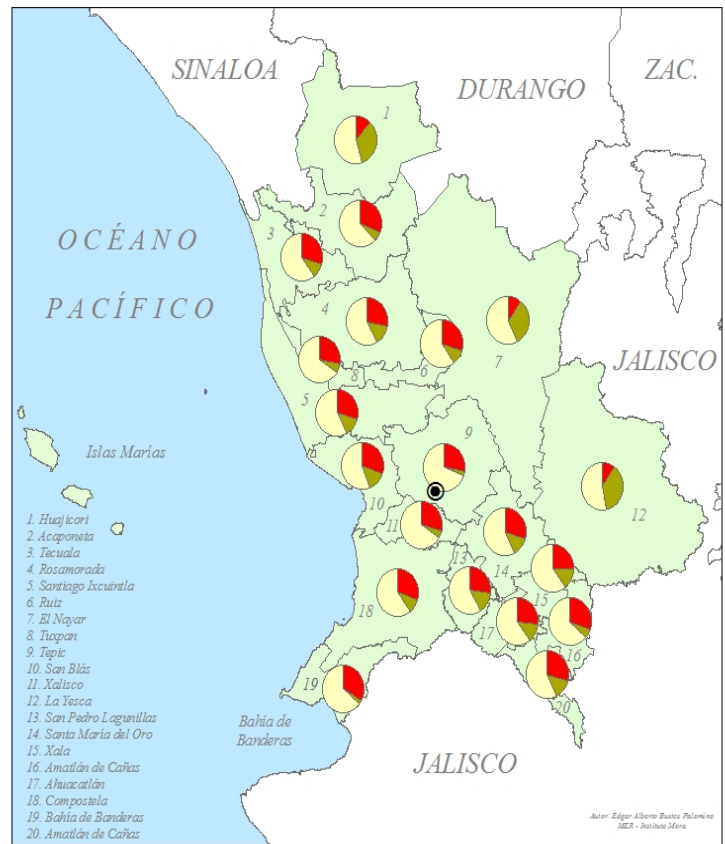 SINALOA
DURANGO
ZAC.
1
2
3
OCÉANO
PACÍFICO
4
JALISCO
6
7
8
5
9
Islas Marías
10
12
11
1. Huajicori
2. Acaponeta
3. Tecuala
4. Rosamorada
5. Santiago Ixcuintla
6. Ruíz
7. El Nayar
8. Tuxpan
9. Tepic
10. San Blás
11. Xalisco
12. La Yesca
13. San Pedro Lagunillas
14. Santa María del Oro
15. Xala
16. Amatlán de Cañas
17. Ahuacatlán
18. Compostela
19. Bahía de Banderas
20. Amatlán de Cañas
13
14
15
18
17
16
19
20
Bahía de
Banderas
JALISCO
Autor: Edgar Alberto Bustos Palomino
MER - Instituto Mora